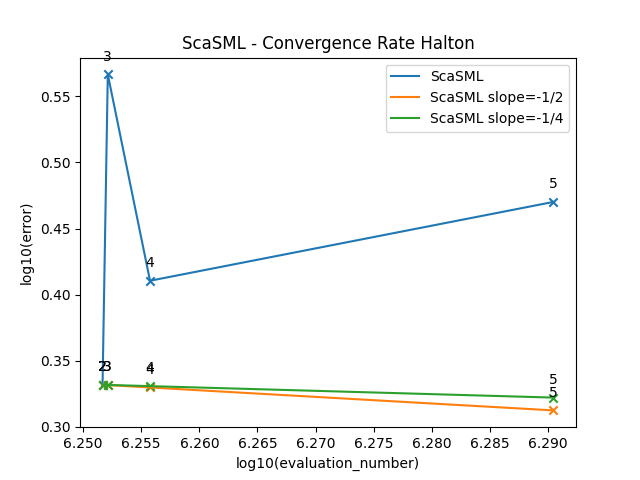 ScaSML - Convergence Rate Halton
3
ScaSML
ScaSML slope=-1/2
ScaSML slope=-1/4
0.55
0.50
5
0.45
4
0.40
log10(error)
0.35
2 3
4
4
5
5
0.30
6.250 6.255 6.260 6.265 6.270 6.275 6.280 6.285 6.290
log10(evaluation_number)